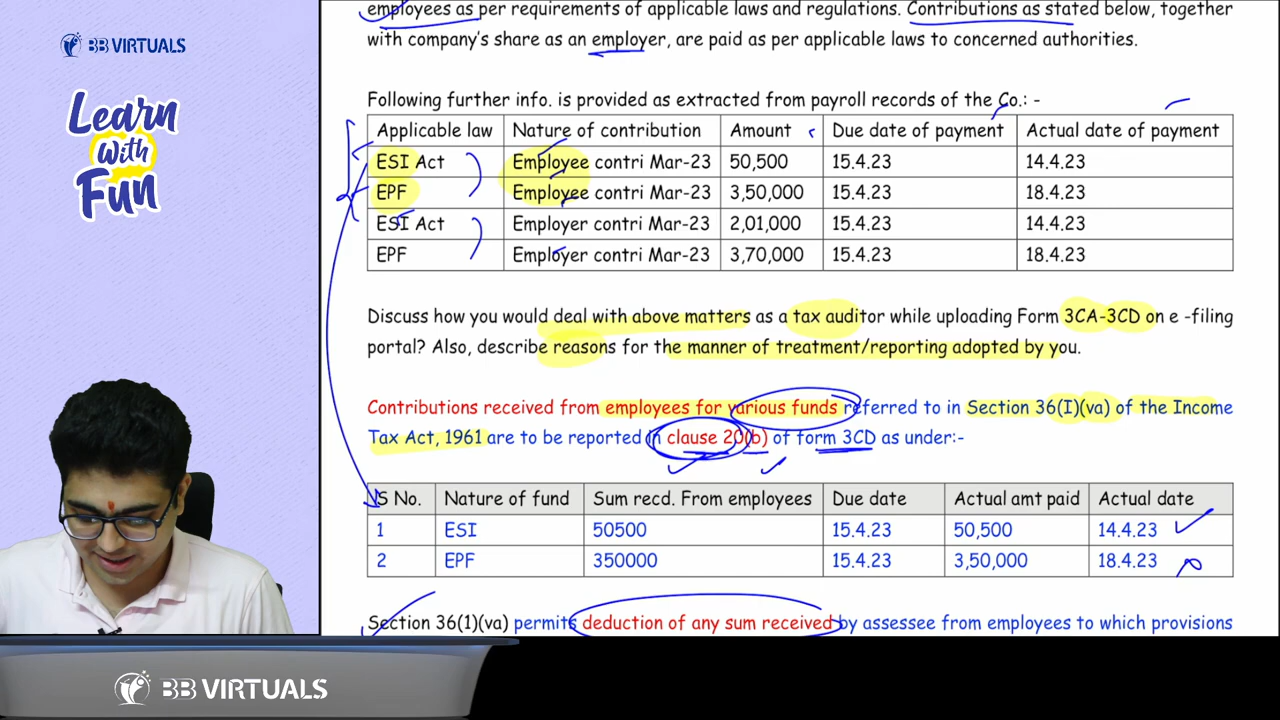 BB VIRTUALS
Learn
With
Fun
employees as per requirements of applicable laws and regulations. Contributions as stated below, together
with company's share as an employer, are paid as per applicable laws to concerned authorities.
Following further info. is provided as extracted from payroll records of the Co.: -
Applicable law Nature of contribution Amount Due date of payment Actual date of payment
ESI Act Employee contri Mar-23 50,500 15.4.23 14.4.23
EPF Employee contri Mar-23 3,50,000 15.4.23 18.4.23
ESI Act Employer contri Mar-23 2,01,000 15.4.23 14.4.23
EPF Employer contri Mar-23 3,70,000 15.4.23 18.4.23
Discuss how you would deal with above matters as a tax auditor while uploading Form 3CA-3CD on e -filing
portal? Also, describe reasons for the manner of treatment/reporting adopted by you.
Contributions received from employees for various funds referred to in Section 36(I)(va) of the Income
Tax Act, 1961 are to be reported in clause 20(b) of form 3CD as under:-
S No. Nature of fund Sum recd. From employees Due date Actual amt paid Actual date
1 ESI 50500 15.4.23 50,500 14.4.23
2 EPF 350000 15.4.23 3,50,000 18.4.23
Section 36(1)(va) permits deduction of any sum received by assessee from employees to which provisions
BB VIRTUALS